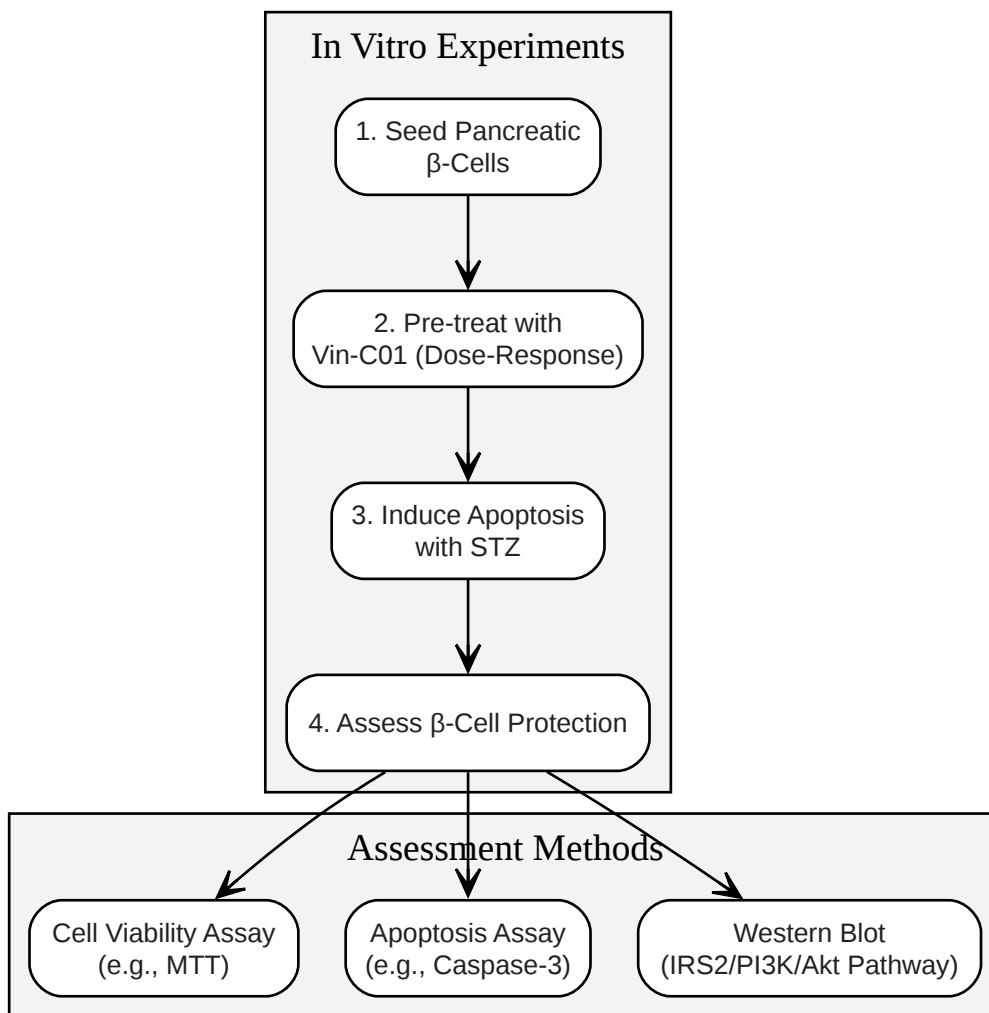 In Vitro Experiments
1. Seed Pancreatic
β-Cells
2. Pre-treat with
Vin-C01 (Dose-Response)
3. Induce Apoptosis
with STZ
4. Assess β-Cell Protection
Assessment Methods
Cell Viability Assay
(e.g., MTT)
Apoptosis Assay
(e.g., Caspase-3)
Western Blot
(IRS2/PI3K/Akt Pathway)